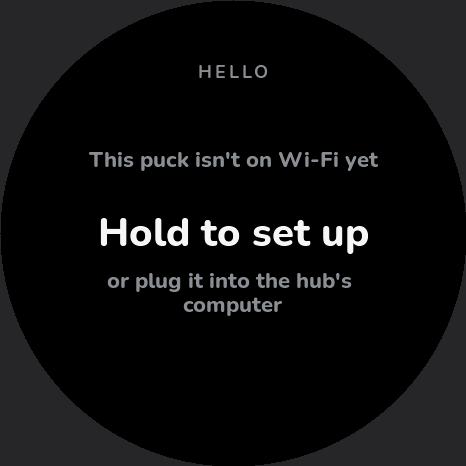 HELLO
This puck isn't on Wi-Fi yet
Hold to set up
or plug it into the hub's
computer